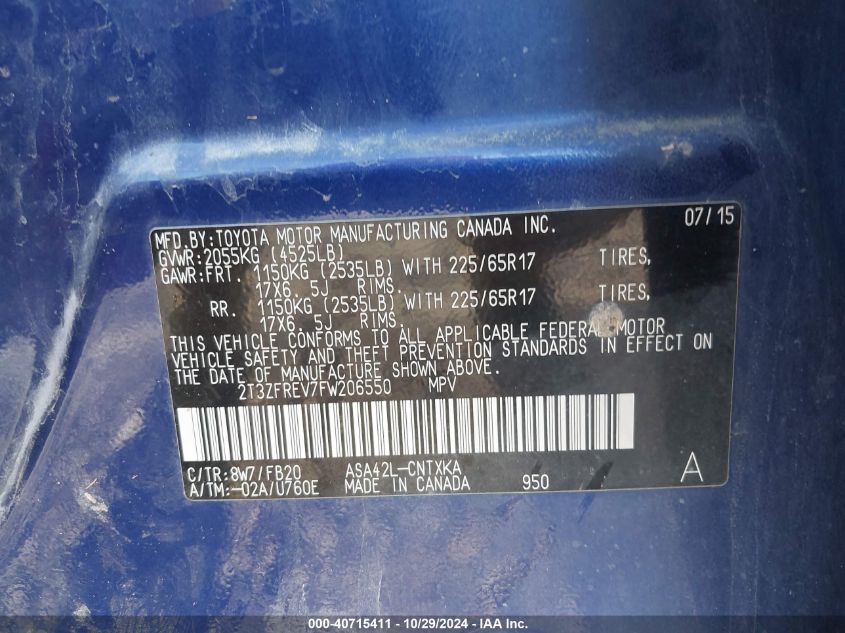 07/15
MFD.BY:TOYOTA MOTOR MANUFACTURING CANADA INC.
GVWR:2055KG (4525LB)
GAWR:FRT. 1150KG (2535LB) WITH 225/65R17 TIRES,
17X6. 5J RIMS.
RR. 1150KG (2535LB) WITH 225/65R17 TIRES,
17X6. 5J RIMS.
THIS VEHICLE CONFORMS TO ALL APPLICABLE FEDERAL MOTOR
VEHICLE SAFETY AND THEFT PREVENTION STANDARDS IN EFFECT ON
THE DATE OF MANUFACTURE SHOWN ABOVE.
2T3ZFREV7FW206550 MPV
C/TR:8W7/FB20 ASA42L-CNTXKA
A/TM:-02A/U760E MADE IN CANADA 950 A
000-40715411 - 10/29/2024 - IAA Inc.